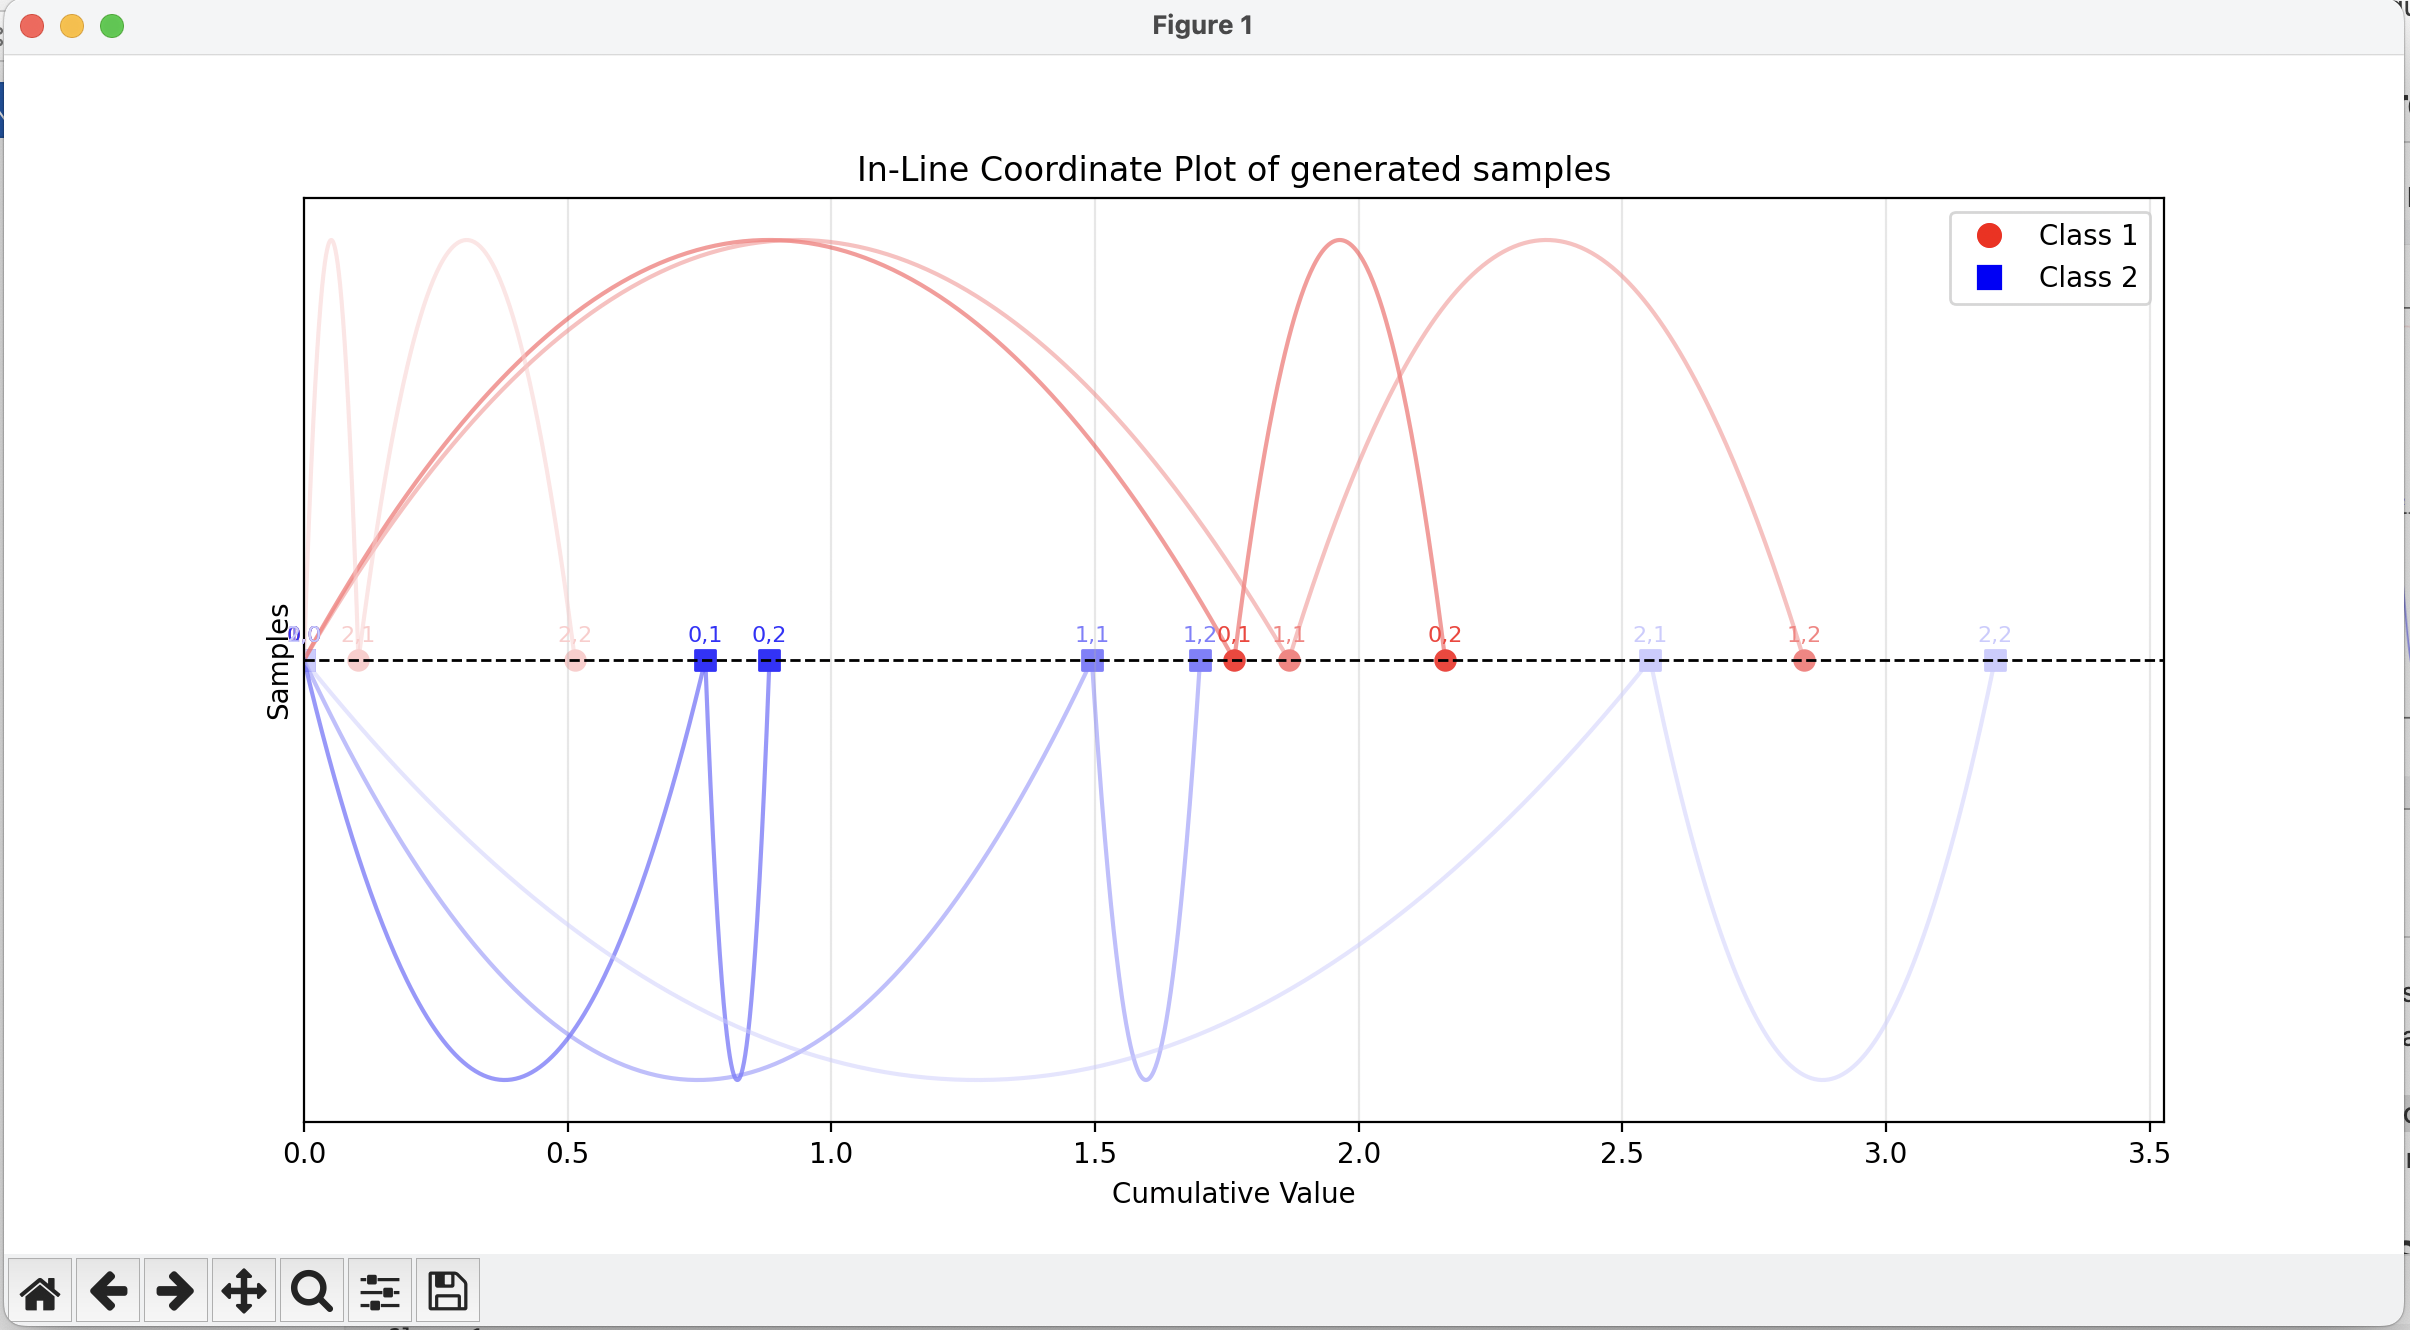 Figure 1
In-Line Coordinate Plot of generated samples
Class 1
Class 2
Samples
2,1
2,2
0,1
0,2
1,1
1,2
0,1
1,1
0,2
2,1
1,2
2,2
0.0 0.5 1.0 1.5 2.0 2.5 3.0 3.5
Cumulative Value